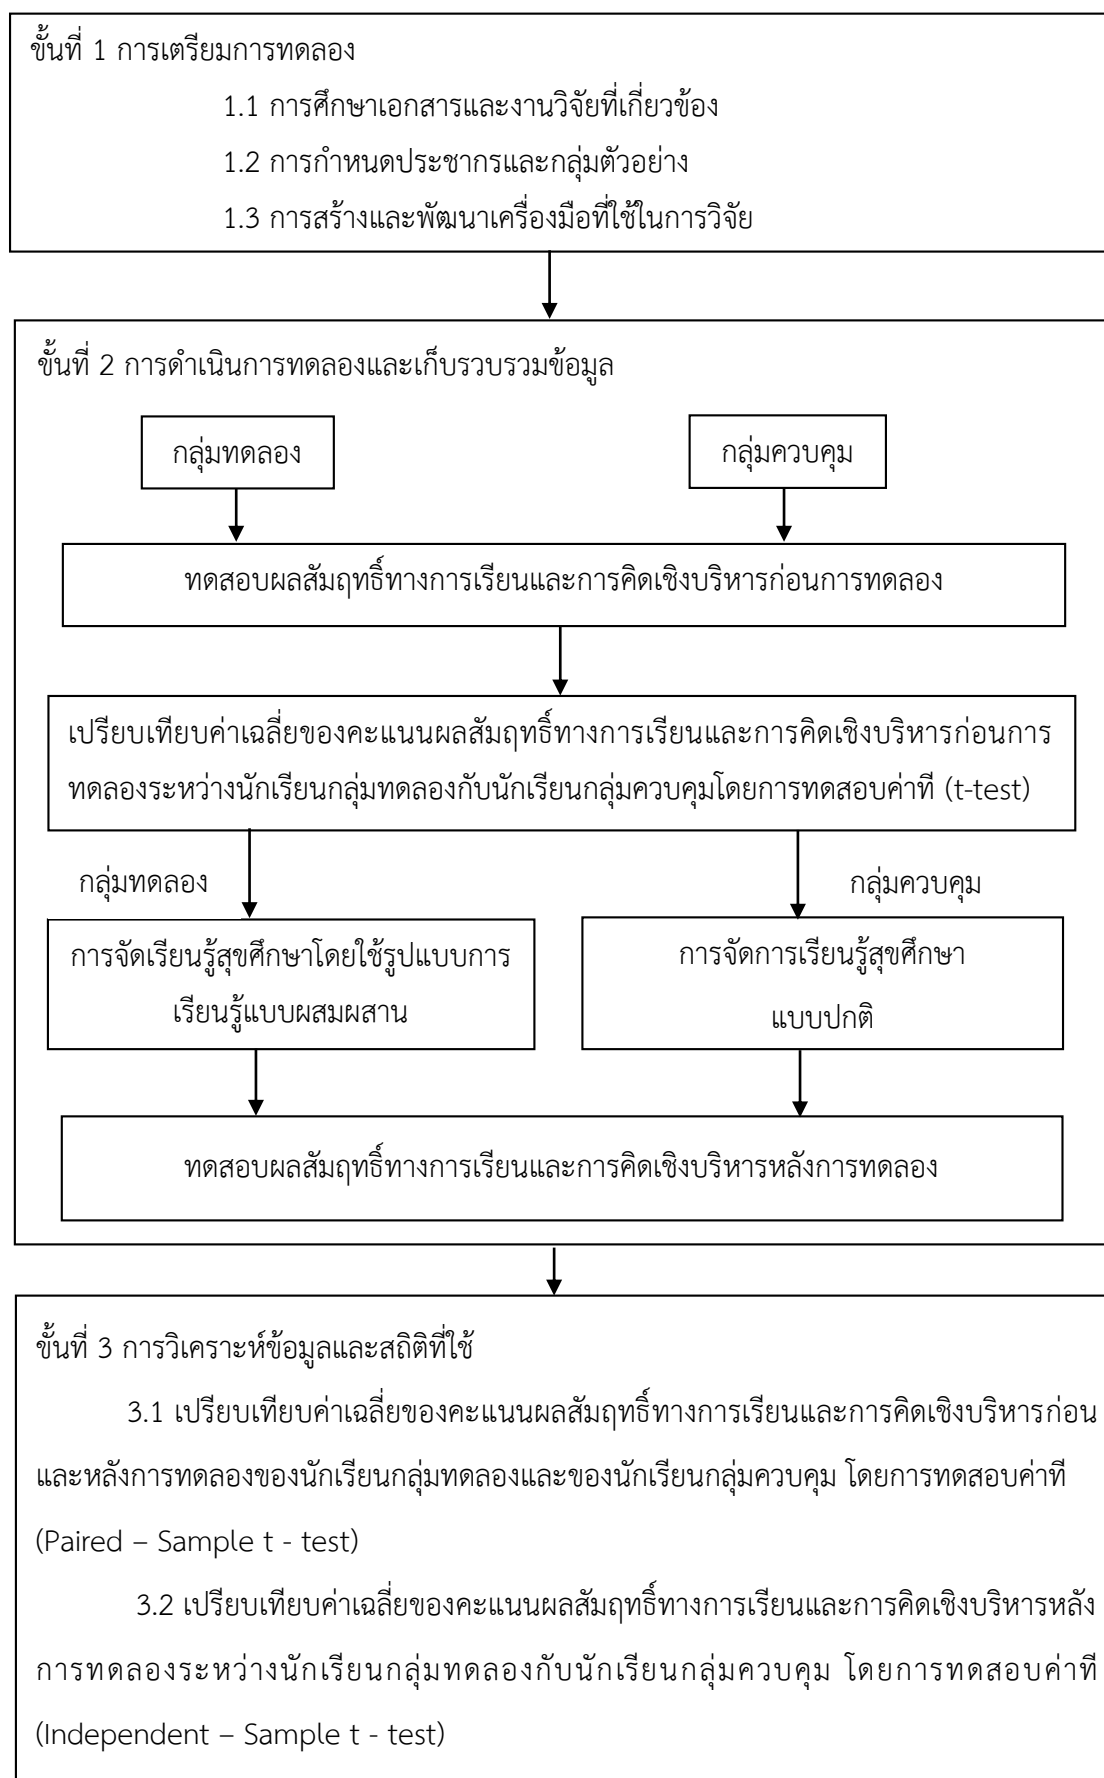 ขั้นที่ 1 การเตรียมการทดลอง
1.1 การศึกษาเอกสารและงานวิจัยที่เกี่ยวข้อง
1.2 การกำหนดประชากรและกลุ่มตัวอย่าง
1.3 การสร้างและพัฒนาเครื่องมือที่ใช้ในการวิจัย
ขั้นที่ 2 การดำเนินการทดลองและเก็บรวบรวมข้อมูล
กลุ่มทดลอง
กลุ่มควบคุม
ทดสอบผลสัมฤทธิ์ทางการเรียนและการคิดเชิงบริหารก่อนการทดลอง
เปรียบเทียบค่าเฉลี่ยของคะแนนผลสัมฤทธิ์ทางการเรียนและการคิดเชิงบริหารก่อนการ
ทดลองระหว่างนักเรียนกลุ่มทดลองกับนักเรียนกลุ่มควบคุมโดยการทดสอบค่าที (t-test)
กลุ่มทดลอง
กลุ่มควบคุม
การจัดเรียนรู้สุขศึกษาโดยใช้รูปแบบการ
เรียนรู้แบบผสมผสาน
การจัดการเรียนรู้สุขศึกษา
แบบปกติ
ทดสอบผลสัมฤทธิ์ทางการเรียนและการคิดเชิงบริหารหลังการทดลอง
ขั้นที่ 3 การวิเคราะห์ข้อมูลและสถิติที่ใช้
3.1 เปรียบเทียบค่าเฉลี่ยของคะแนนผลสัมฤทธิ์ทางการเรียนและการคิดเชิงบริหารก่อน
และหลังการทดลองของนักเรียนกลุ่มทดลองและของนักเรียนกลุ่มควบคุม โดยการทดสอบค่าที
(Paired – Sample t - test)
3.2 เปรียบเทียบค่าเฉลี่ยของคะแนนผลสัมฤทธิ์ทางการเรียนและการคิดเชิงบริหารหลัง
การทดลองระหว่างนักเรียนกลุ่มทดลองกับนักเรียนกลุ่มควบคุม โดยการทดสอบค่าที
(Independent – Sample t - test)